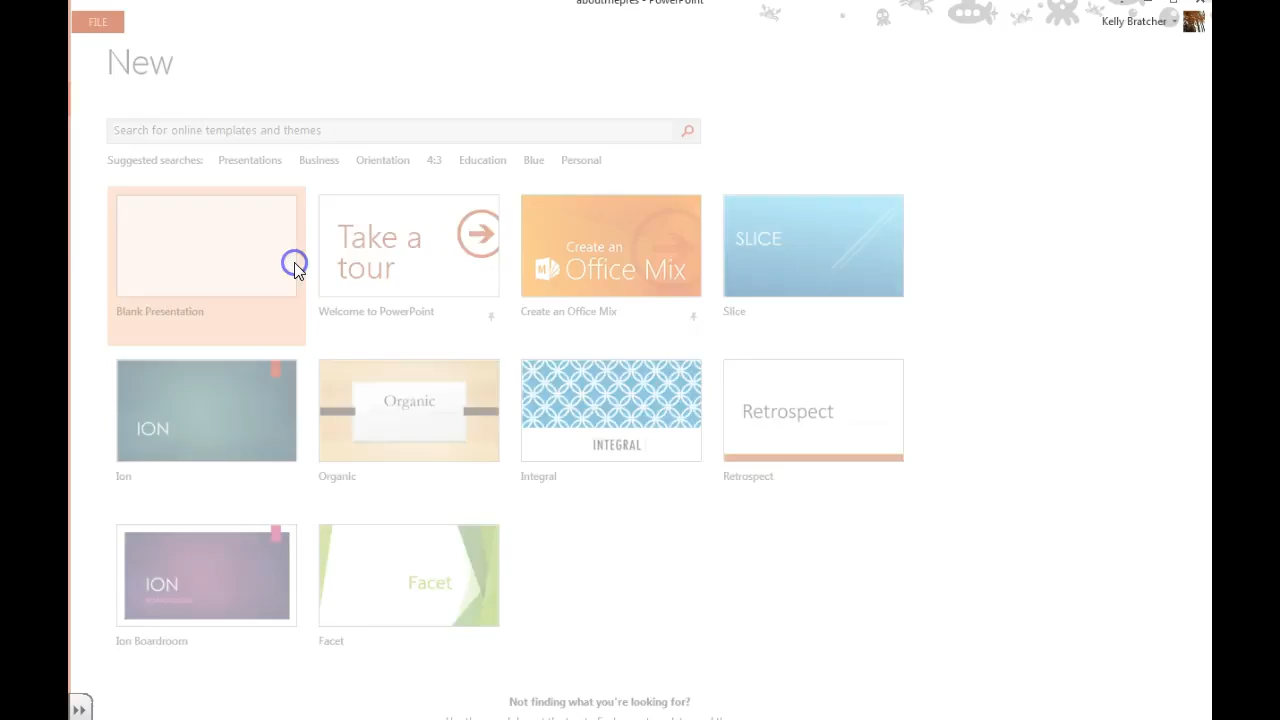 aboutmepres - PowerPoint
FILE
Kelly Bratcher
New
Search for online templates and themes
Suggested searches: Presentations Business Orientation 4:3 Education Blue Personal
Take a
tour
Create an
Office Mix
SLICE
Blank Presentation
Welcome to PowerPoint
Create an Office Mix
Slice
ION
Organic
INTEGRAL
Retrospect
Ion
Organic
Integral
Retrospect
ION
Facet
Ion Boardroom
Facet
Not finding what you're looking for?